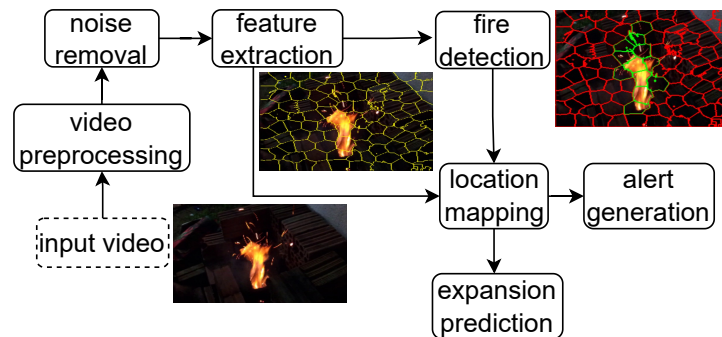 noise
removal
feature
extraction
fire
detection
video
preprocessing
location
mapping
alert
generation
input video
expansion
prediction